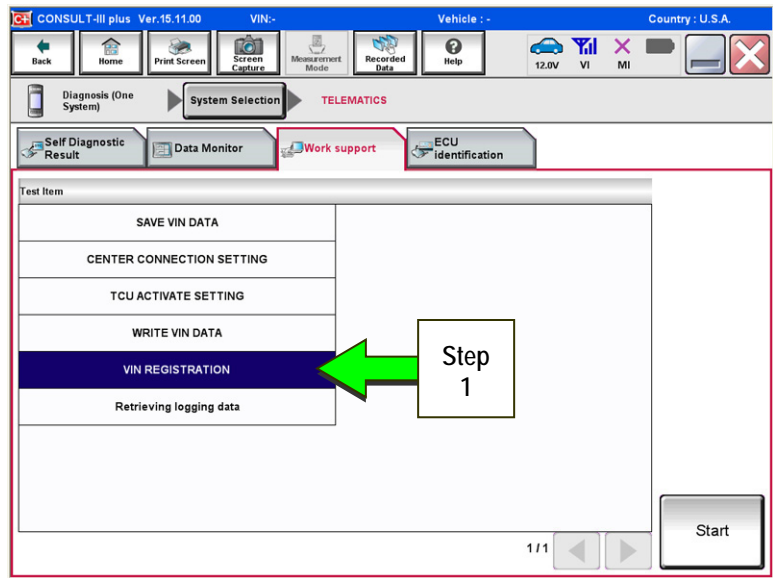 C+ CONSULT-III plus Ver.15.11.00 VIN:- Vehicle : - Country : U.S.A.
Back
Home
Print Screen
Screen
Capture
Measurement
Mode
Recorded
Data
Help
12.0V
VI
MI
Diagnosis (One
System)
System Selection
TELEMATICS
Self Diagnostic
Result
Data Monitor
Work support
ECU
identification
Test Item
SAVE VIN DATA
CENTER CONNECTION SETTING
TCU ACTIVATE SETTING
WRITE VIN DATA
VIN REGISTRATION
Retrieving logging data
Step
1
1/1
Start